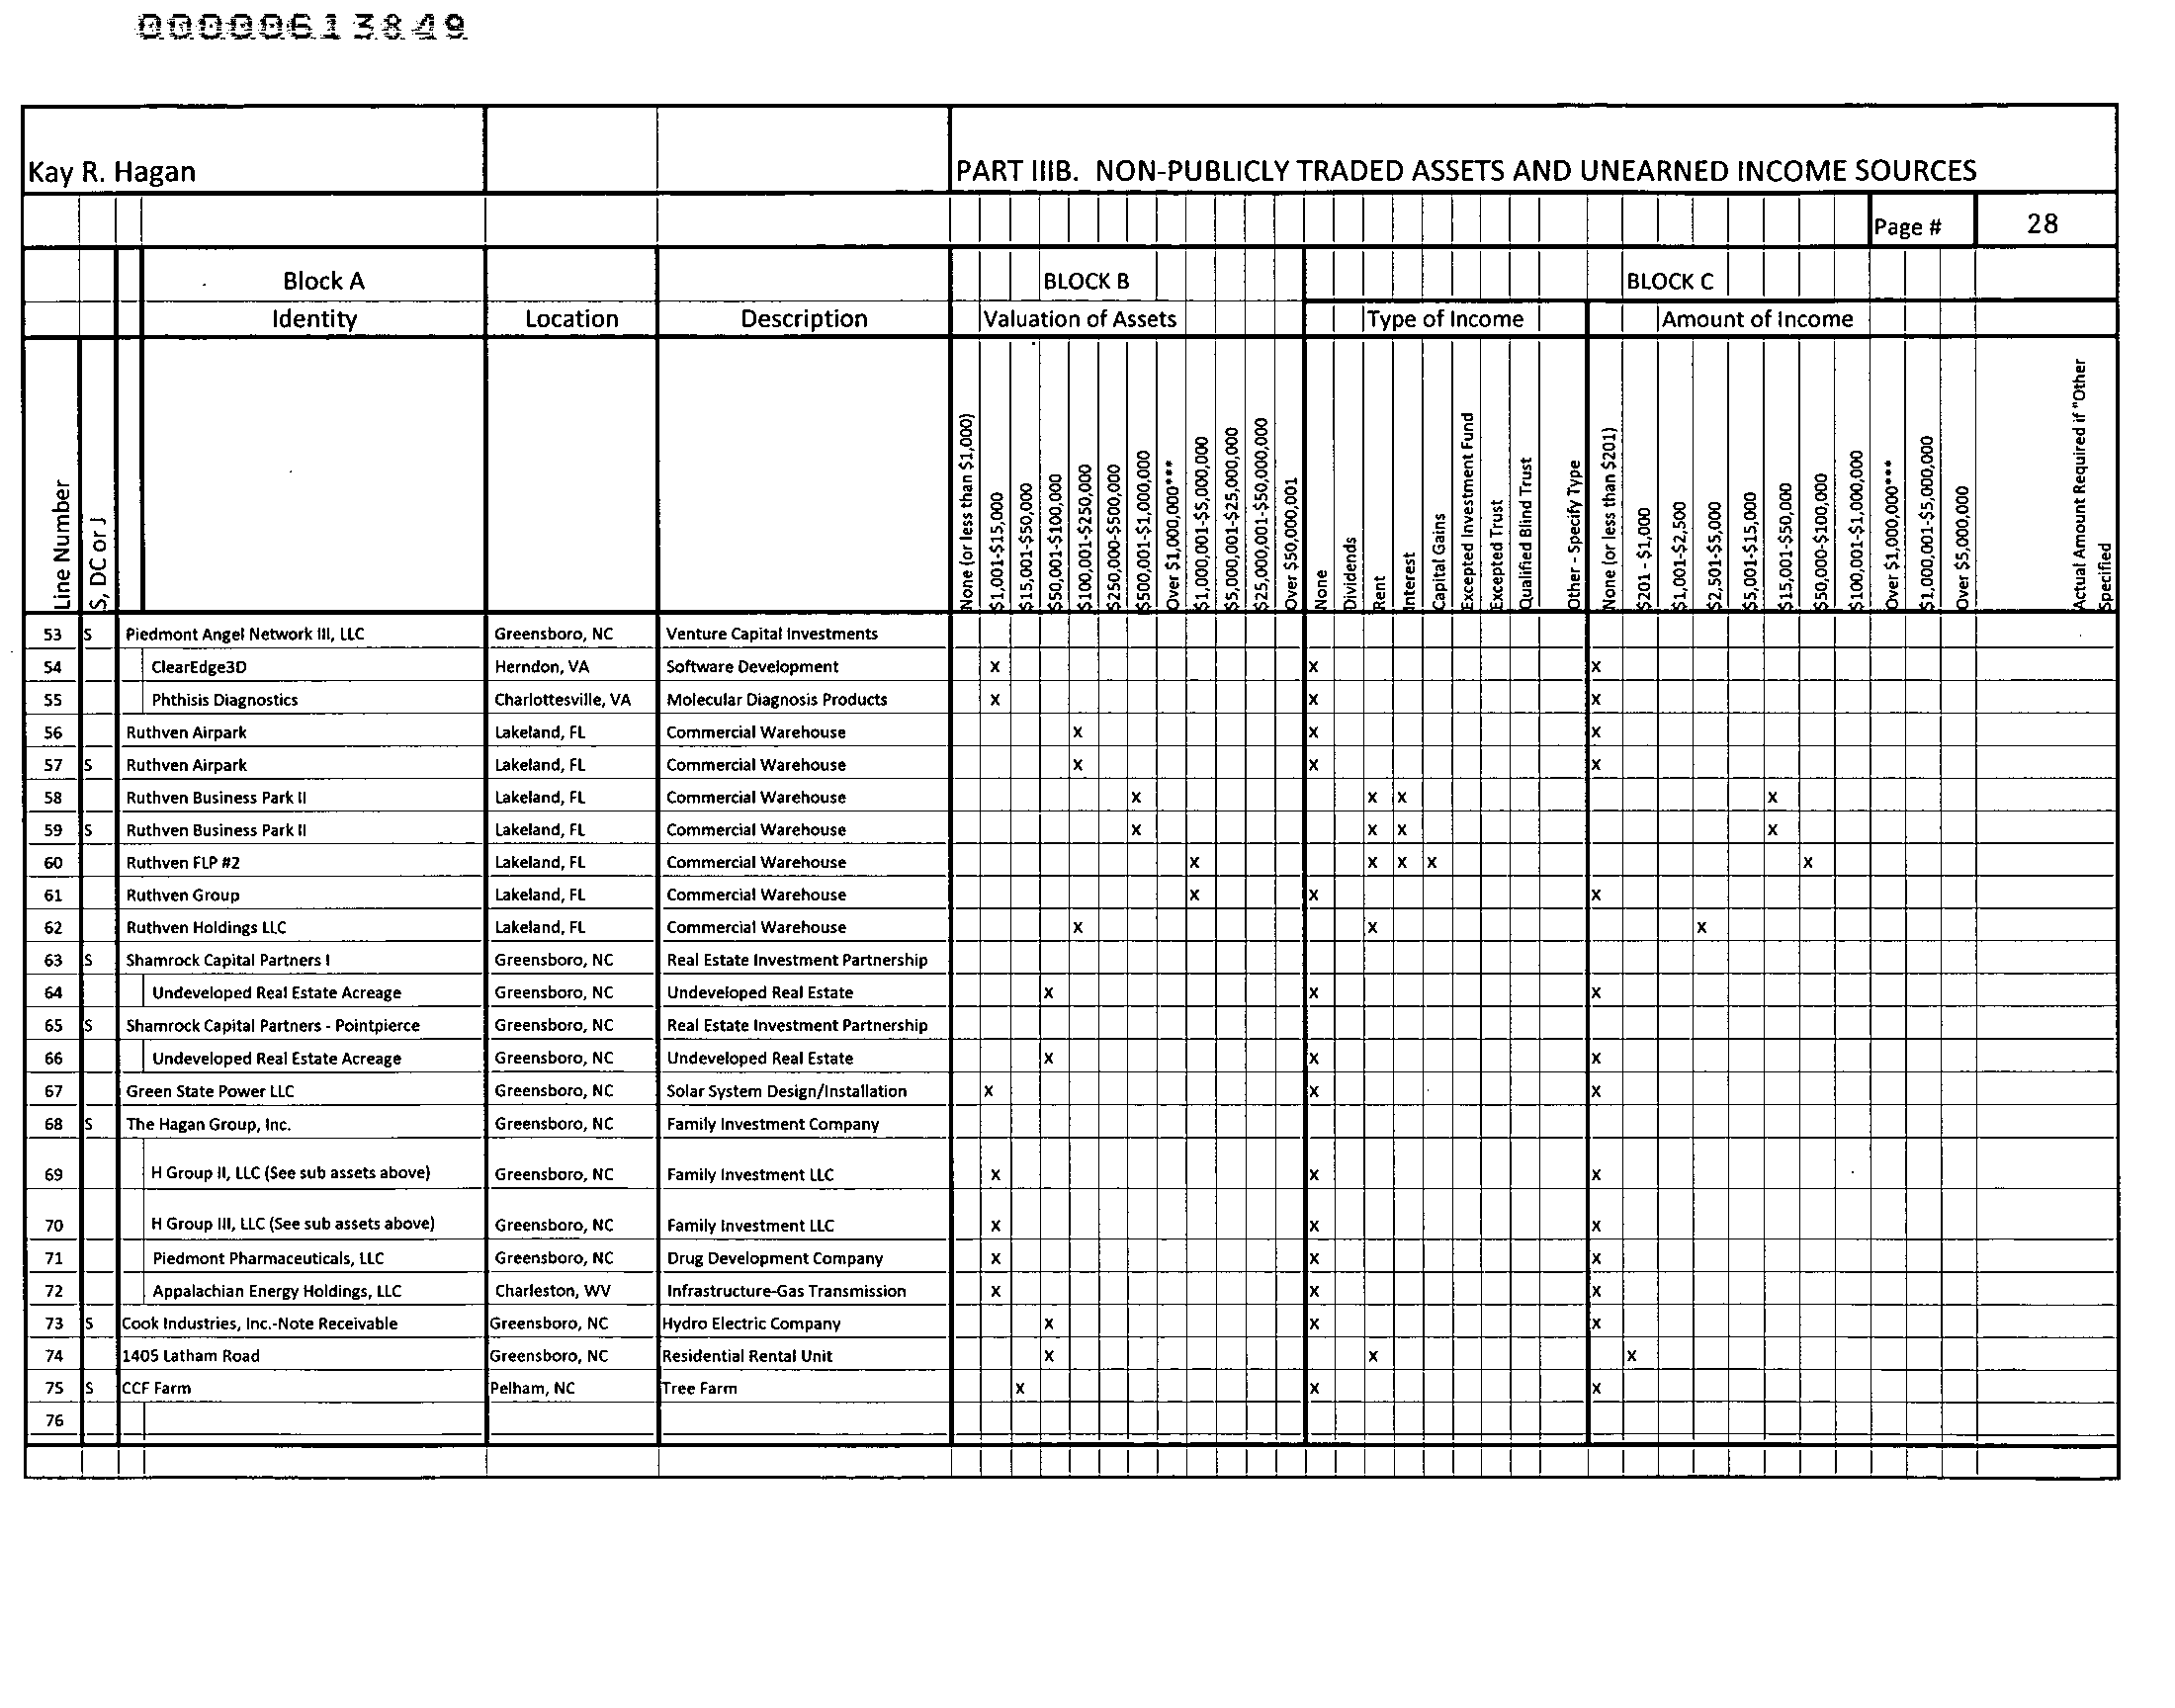 00000613849
Kay R. Hagan PART IIIB. NON-PUBLICLY TRADED ASSETS AND UNEARNED INCOME SOURCES
Page # 28
Block A BLOCK B BLOCK C
Identity Location Description Valuation of Assets Type of Income Amount of Income
Line Number
S, DC or J
None (or less than $1,000)
$1,001-$15,000
$15,001-$50,000
$50,001-$100,000
$100,001-$250,000
$250,000-$500,000
$500,001-$1,000,000
Over $1,000,000***
$1,000,001-$5,000,000
$5,000,001-$25,000,000
$25,000,001-$50,000,000
Over $50,000,001
None
Dividends
Rent
Interest
Capital Gains
Excepted Investment Fund
Excepted Trust
Qualified Blind Trust
Other - Specify Type
None (or less than $201)
$201 - $1,000
$1,001-$2,500
$2,501-$5,000
$5,001-$15,000
$15,001-$50,000
$50,000-$100,000
$100,001-$1,000,000
Over $1,000,000***
$1,000,001-$5,000,000
Over $5,000,000
Actual Amount Required if "Other
Specified
53 S Piedmont Angel Network III, LLC Greensboro, NC Venture Capital Investments
54 ClearEdge3D Herndon, VA Software Development x x x
55 Phthisis Diagnostics Charlottesville, VA Molecular Diagnosis Products x x x
56 Ruthven Airpark Lakeland, FL Commercial Warehouse x x x
57 S Ruthven Airpark Lakeland, FL Commercial Warehouse x x x
58 Ruthven Business Park II Lakeland, FL Commercial Warehouse x x x x
59 S Ruthven Business Park II Lakeland, FL Commercial Warehouse x x x x
60 Ruthven FLP #2 Lakeland, FL Commercial Warehouse x x x x x
61 Ruthven Group Lakeland, FL Commercial Warehouse x x x
62 Ruthven Holdings LLC Lakeland, FL Commercial Warehouse x x x
63 S Shamrock Capital Partners I Greensboro, NC Real Estate Investment Partnership
64 Undeveloped Real Estate Acreage Greensboro, NC Undeveloped Real Estate x x x
65 S Shamrock Capital Partners - Pointpierce Greensboro, NC Real Estate Investment Partnership
66 Undeveloped Real Estate Acreage Greensboro, NC Undeveloped Real Estate x x x
67 Green State Power LLC Greensboro, NC Solar System Design/Installation x x x
68 S The Hagan Group, Inc. Greensboro, NC Family Investment Company
69 H Group II, LLC (See sub assets above) Greensboro, NC Family Investment LLC x x x
70 H Group III, LLC (See sub assets above) Greensboro, NC Family Investment LLC x x x
71 Piedmont Pharmaceuticals, LLC Greensboro, NC Drug Development Company x x x
72 Appalachian Energy Holdings, LLC Charleston, WV Infrastructure-Gas Transmission x x x
73 S Cook Industries, Inc.-Note Receivable Greensboro, NC Hydro Electric Company x x x
74 1405 Latham Road Greensboro, NC Residential Rental Unit x x x
75 S CCF Farm Pelham, NC Tree Farm x x x
76